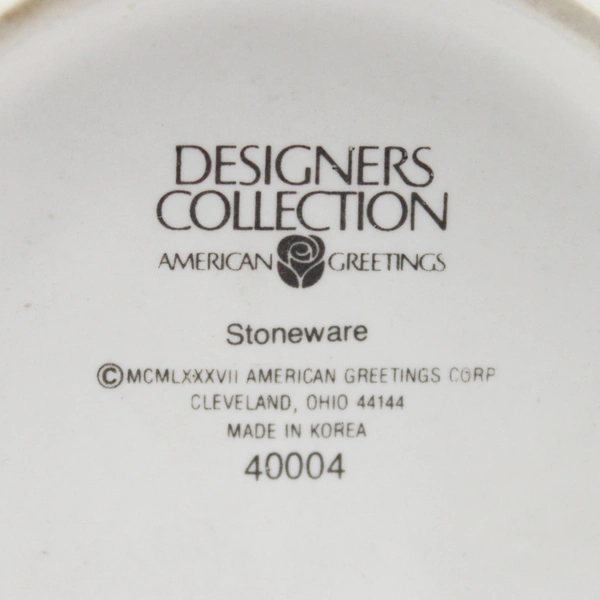 DESIGNERS
COLLECTION
AMERICAN GREETINGS
Stoneware
©MCMLXXXVII AMERICAN GREETINGS CORP
CLEVELAND, OHIO 44144
MADE IN KOREA
40004